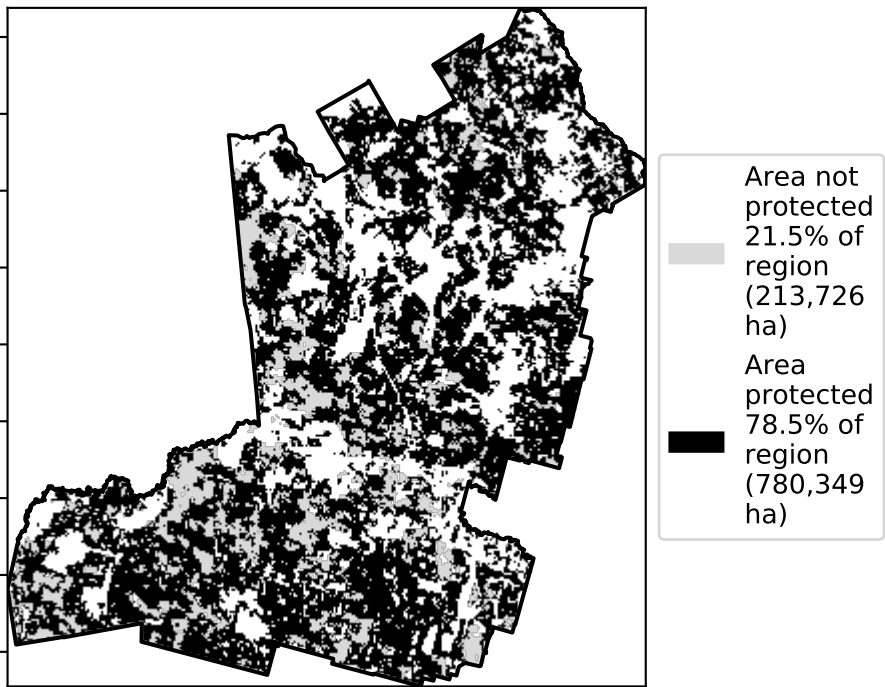 Area not
protected
21.5% of
region
(213,726
ha)
Area
protected
78.5% of
region
(780,349
ha)